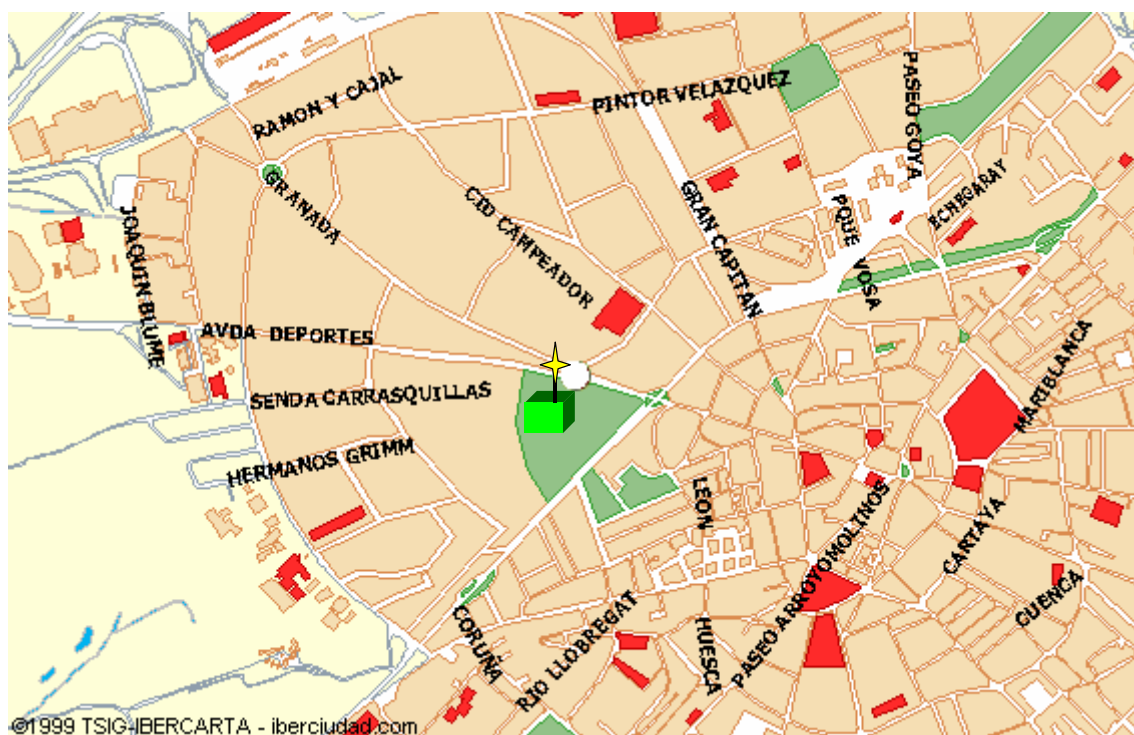 RAMON Y CAJAL
PINTOR VELAZQUEZ
PASEO GOYA
GRANADA
CID CAMPEADOR
GRAN CAPITAN
PQUE VOSA
ECHEGARAY
JOAQUIN BLUME
AVDA DEPORTES
SENDA CARRASQUILLAS
MARIBLANCA
HERMANOS GRIMM
LEON
PASEO ARROYOMOLINOS
CARTAYA
CUENCA
CORUÑA
RIO LLOBREGAT
HUESCA
©1999 TSIG-IBERCARTA - iberciudad.com